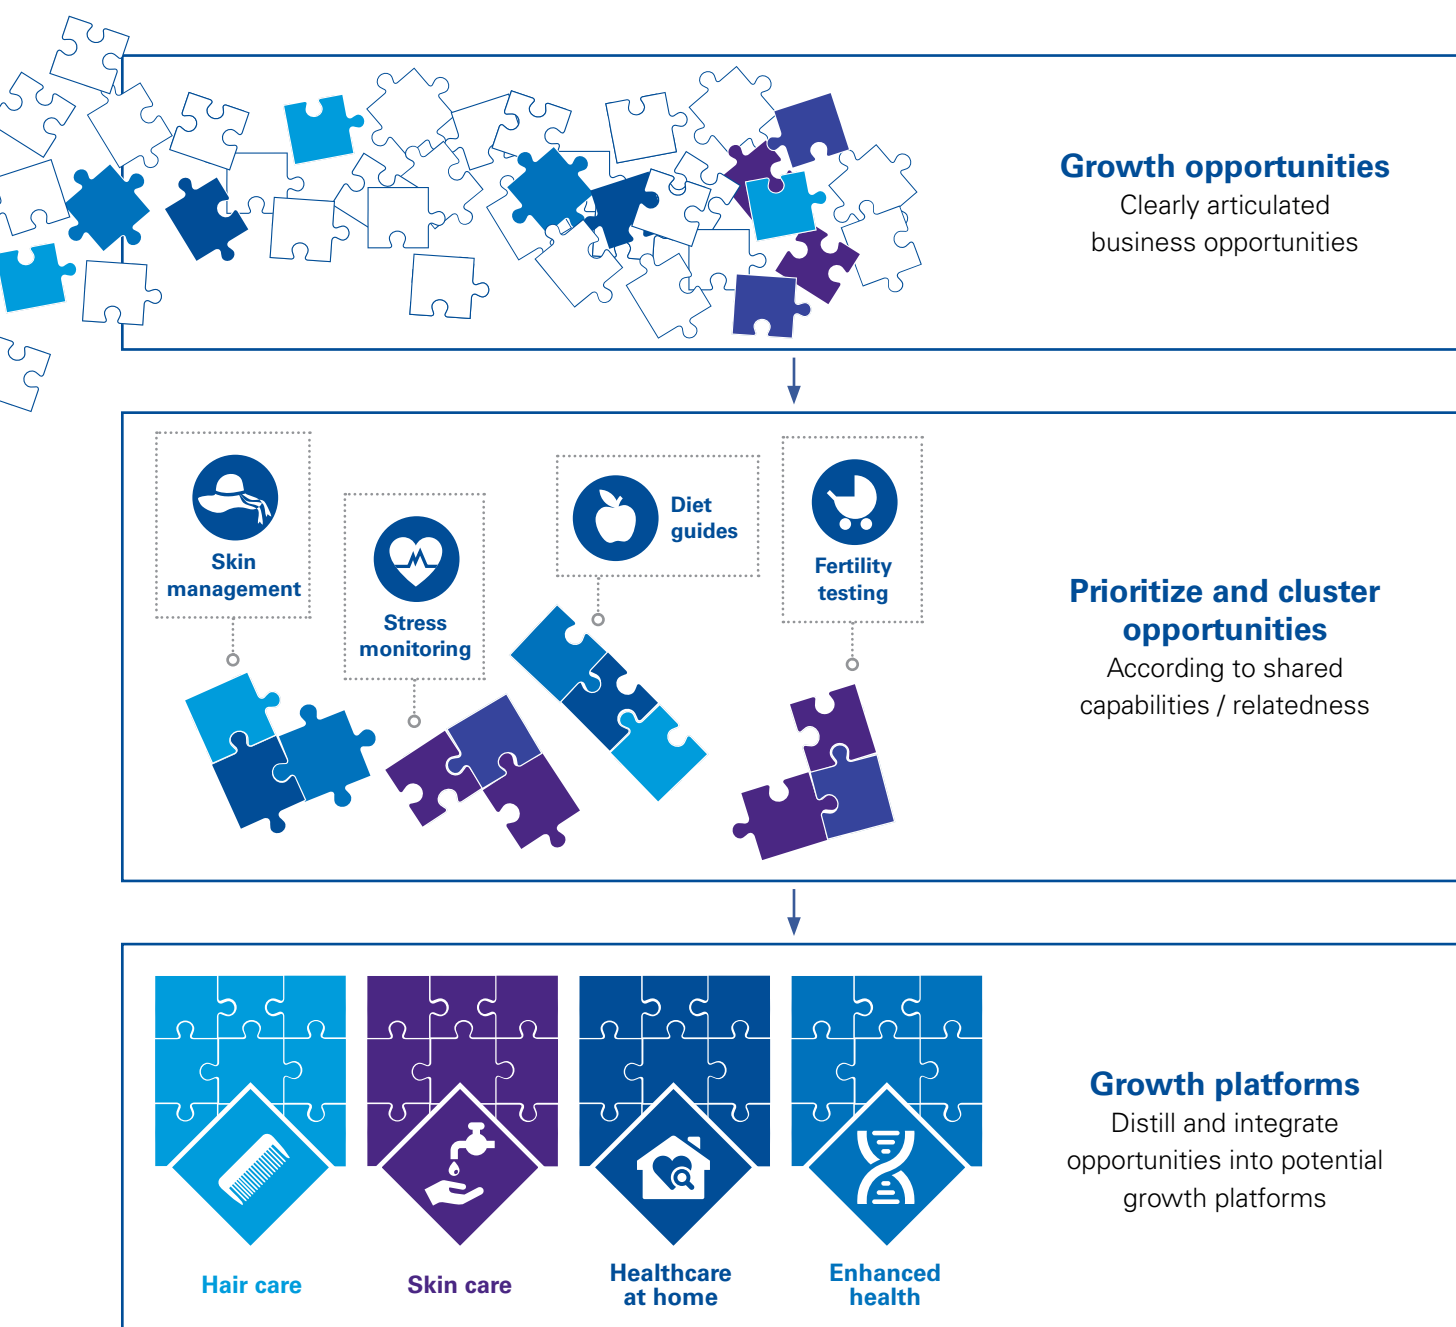 Growth opportunities
Clearly articulated
business opportunities
Skin
management
Stress
monitoring
Diet
guides
Fertility
testing
Prioritize and cluster
opportunities
According to shared
capabilities / relatedness
Growth platforms
Distill and integrate
opportunities into potential
growth platforms
Hair care
Skin care
Healthcare
at home
Enhanced
health